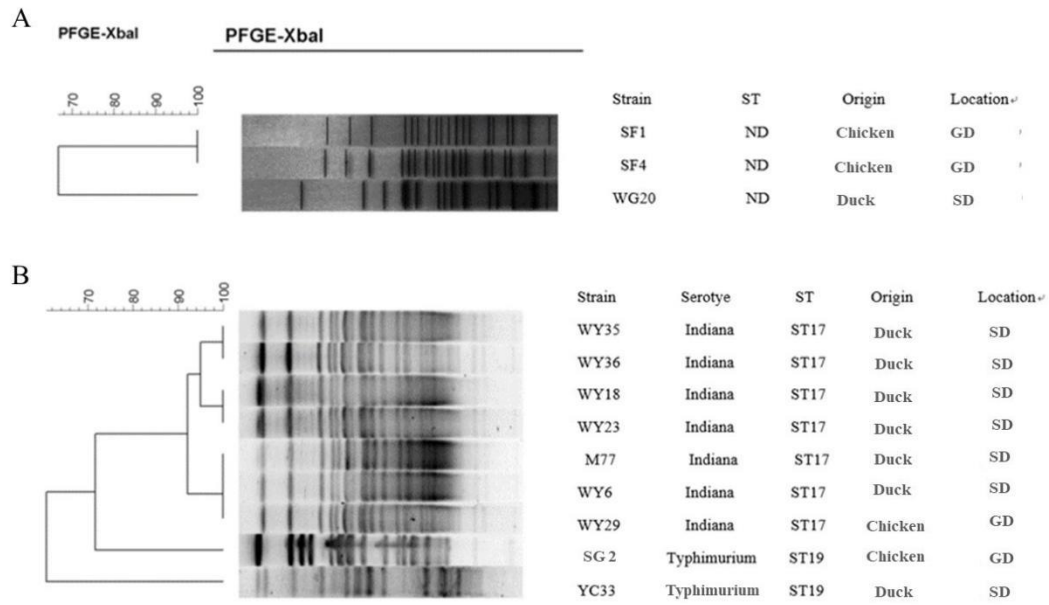 A
PFGE-XbaI PFGE-XbaI
70 80 90 100
Strain ST Origin Location
SF1 ND Chicken GD
SF4 ND Chicken GD
WG20 ND Duck SD
B
70 80 90 100
Strain Serotye ST Origin Location
WY35 Indiana ST17 Duck SD
WY36 Indiana ST17 Duck SD
WY18 Indiana ST17 Duck SD
WY23 Indiana ST17 Duck SD
M77 Indiana ST17 Duck SD
WY6 Indiana ST17 Duck SD
WY29 Indiana ST17 Chicken GD
SG 2 Typhimurium ST19 Chicken GD
YC33 Typhimurium ST19 Duck SD